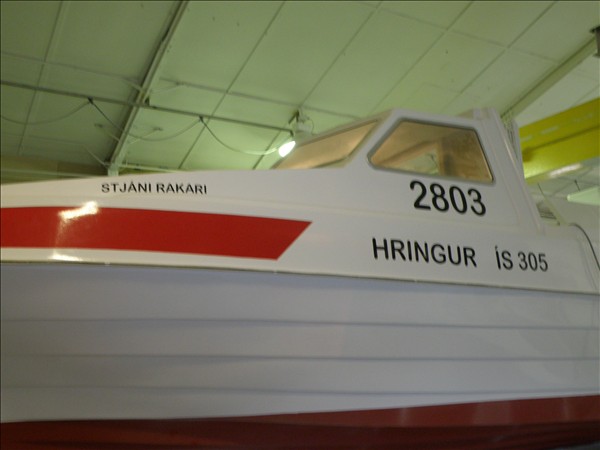 STJÁNI RAKARI
2803
HRINGUR ÍS 305